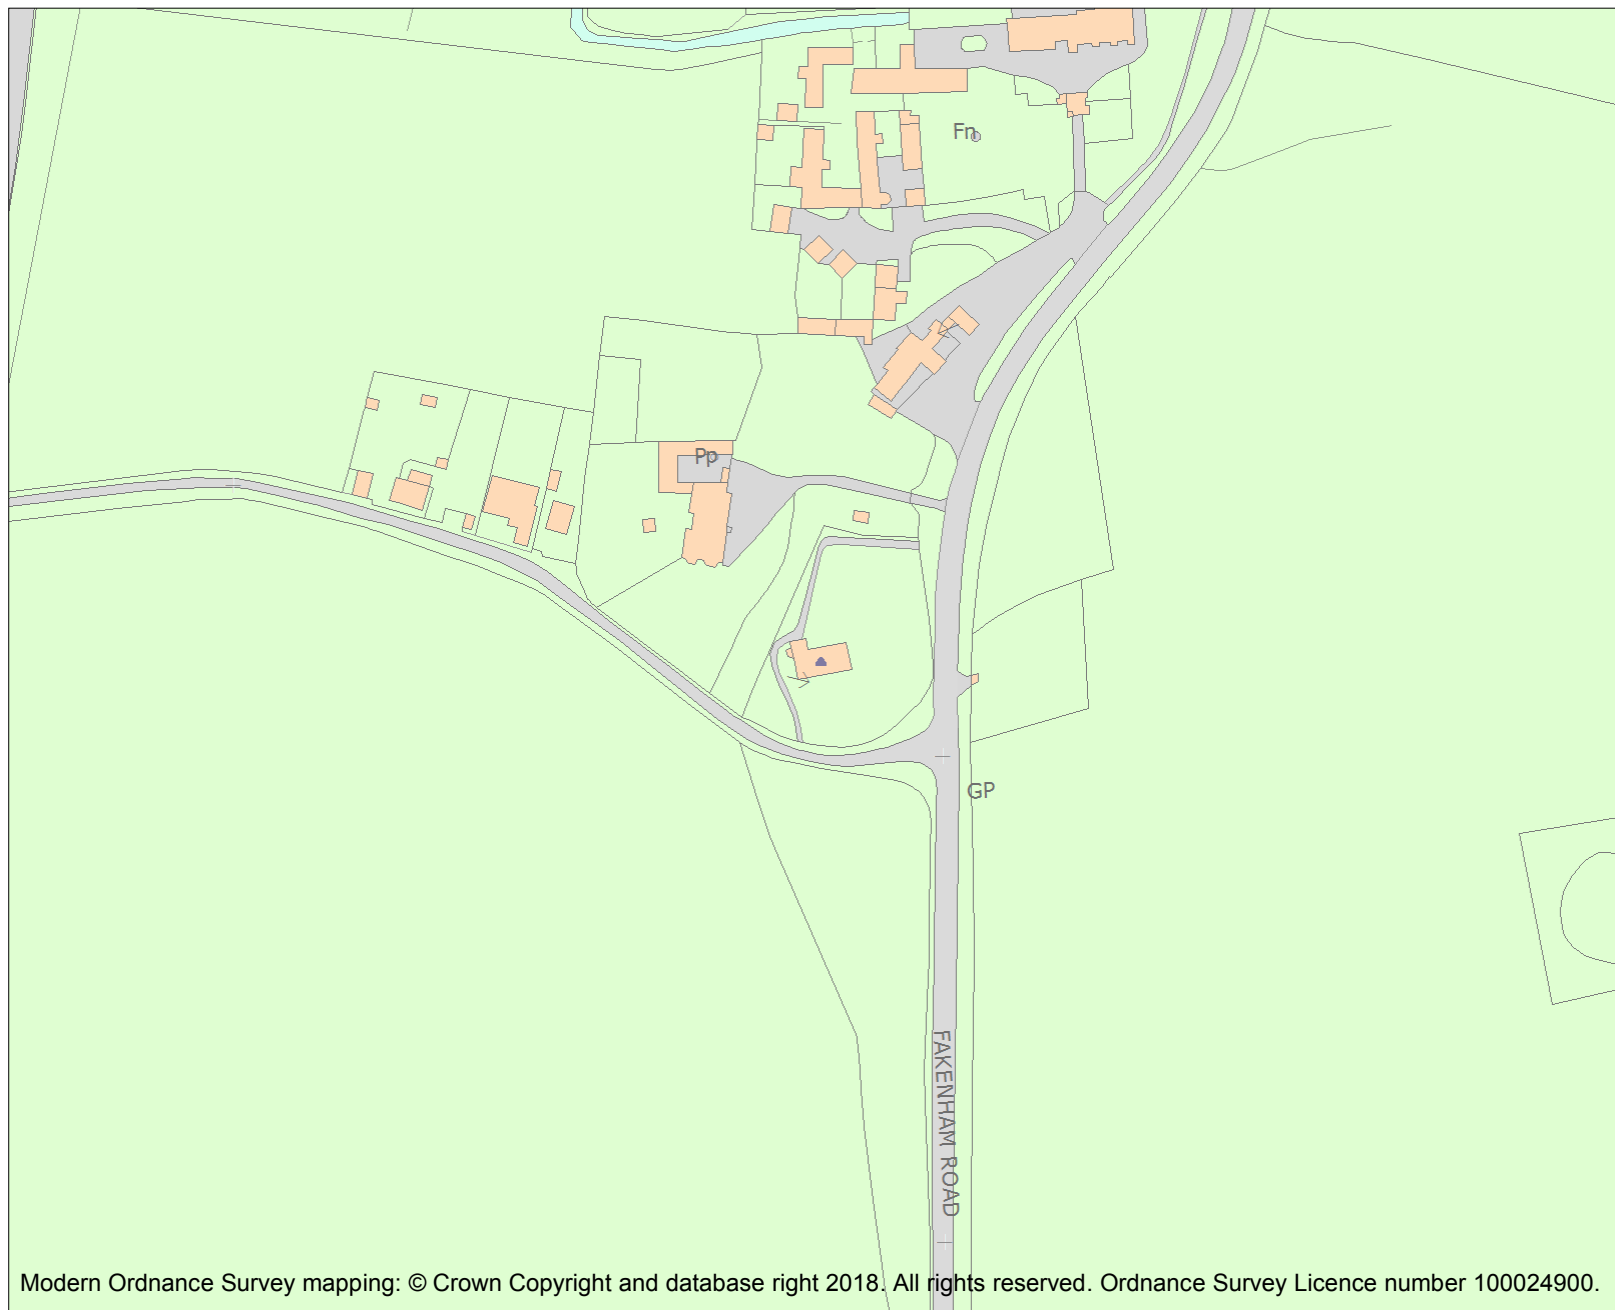 Fn
Pp
GP
FAKENHAM ROAD
Modern Ordnance Survey mapping: © Crown Copyright and database right 2018. All rights reserved. Ordnance Survey Licence number 100024900.